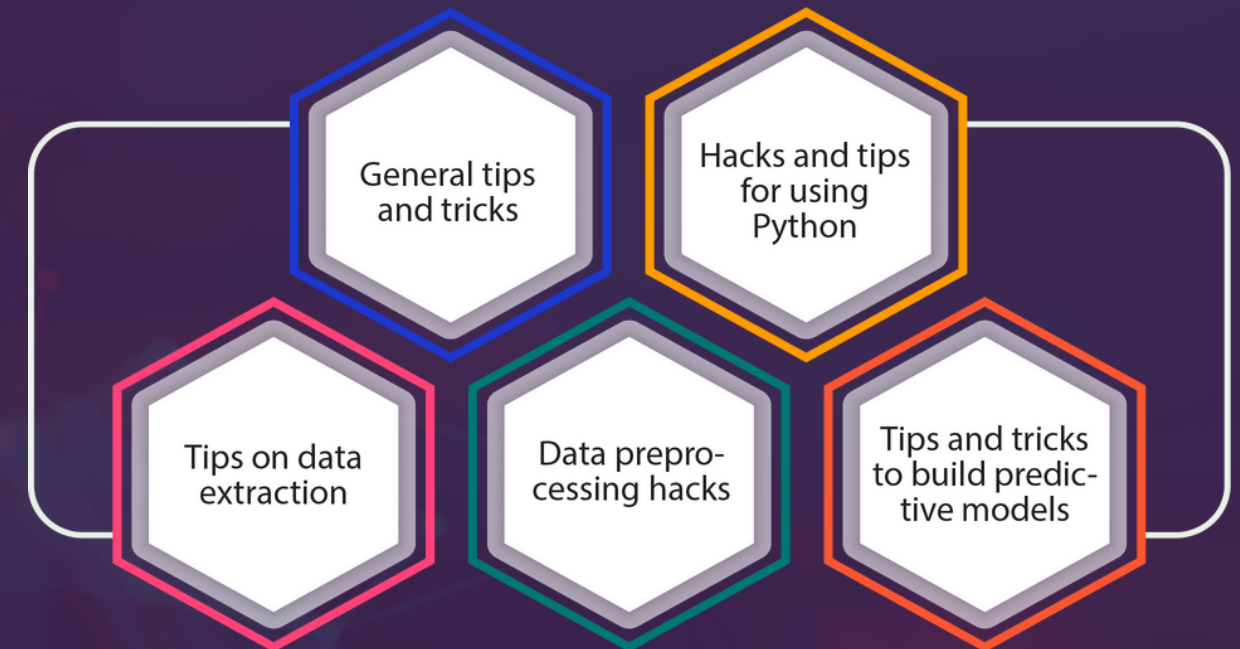 General tips
and tricks
Hacks and tips
for using
Python
Tips on data
extraction
Data prepro-
cessing hacks
Tips and tricks
to build predic-
tive models